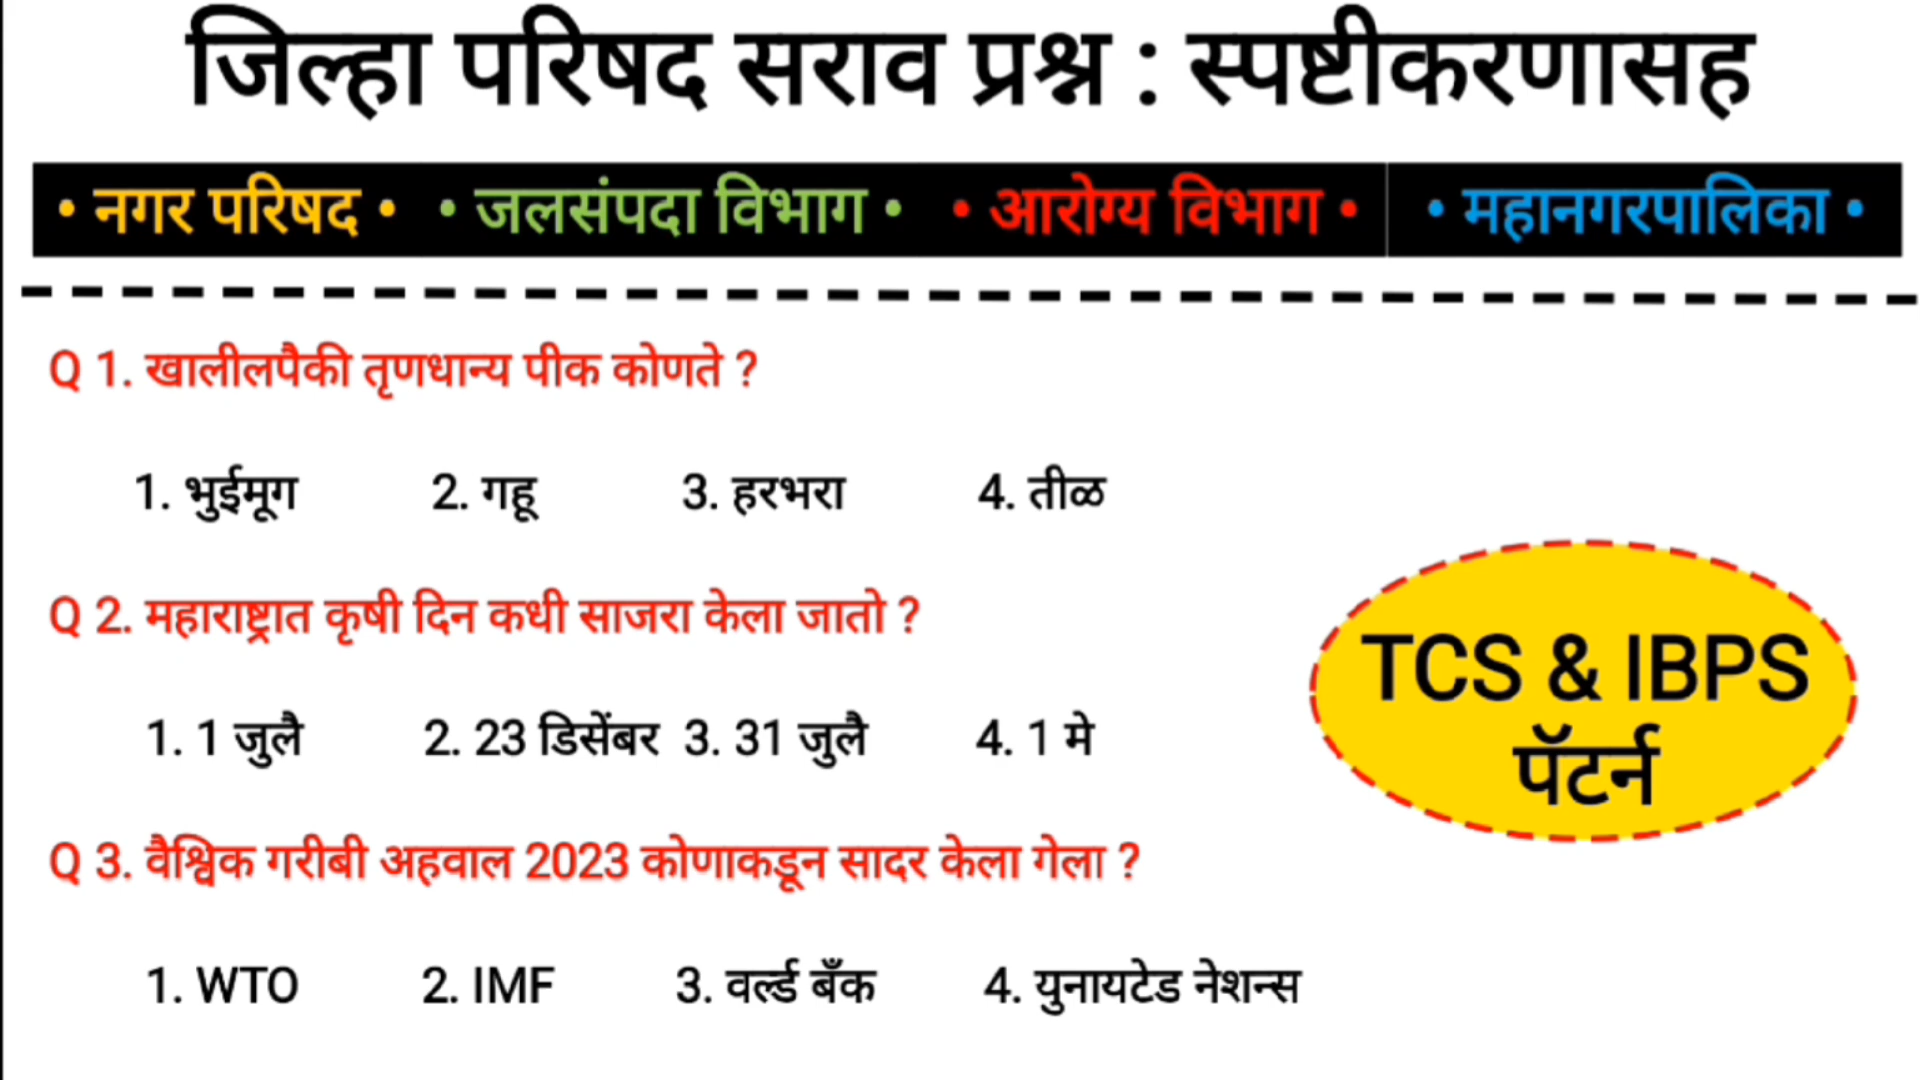 जिल्हा परिषद सराव प्रश्न : स्पष्टीकरणासह
• नगर परिषद • • जलसंपदा विभाग • • आरोग्य विभाग • • महानगरपालिका •
Q 1. खालीलपैकी तृणधान्य पीक कोणते ?
1. भुईमूग 2. गहू 3. हरभरा 4. तीळ
Q 2. महाराष्ट्रात कृषी दिन कधी साजरा केला जातो ?
1. 1 जुलै 2. 23 डिसेंबर 3. 31 जुलै 4. 1 मे
TCS & IBPS
पॅटर्न
Q 3. वैश्विक गरीबी अहवाल 2023 कोणाकडून सादर केला गेला ?
1. WTO 2. IMF 3. वर्ल्ड बँक 4. युनायटेड नेशन्स